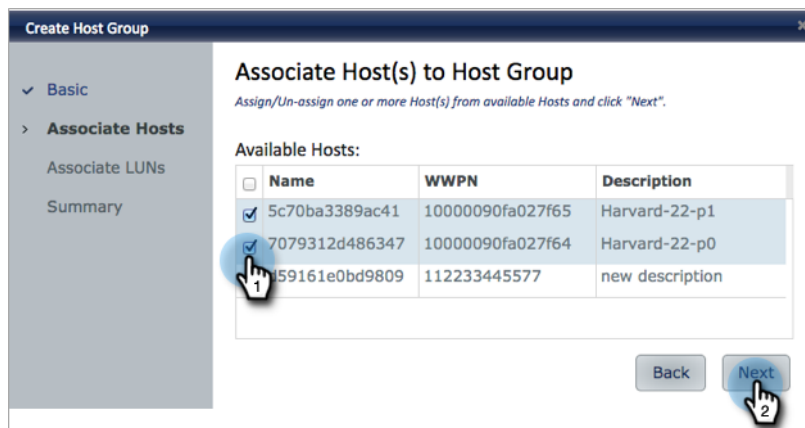 Create Host Group
Basic
Associate Hosts
Associate LUNs
Summary
Associate Host(s) to Host Group
Assign/Un-assign one or more Host(s) from available Hosts and click "Next".
Available Hosts:
Name WWPN Description
5c70ba3389ac41 10000090fa027f65 Harvard-22-p1
7079312d486347 10000090fa027f64 Harvard-22-p0
d59161e0bd9809 112233445577 new description
1
Back Next
2